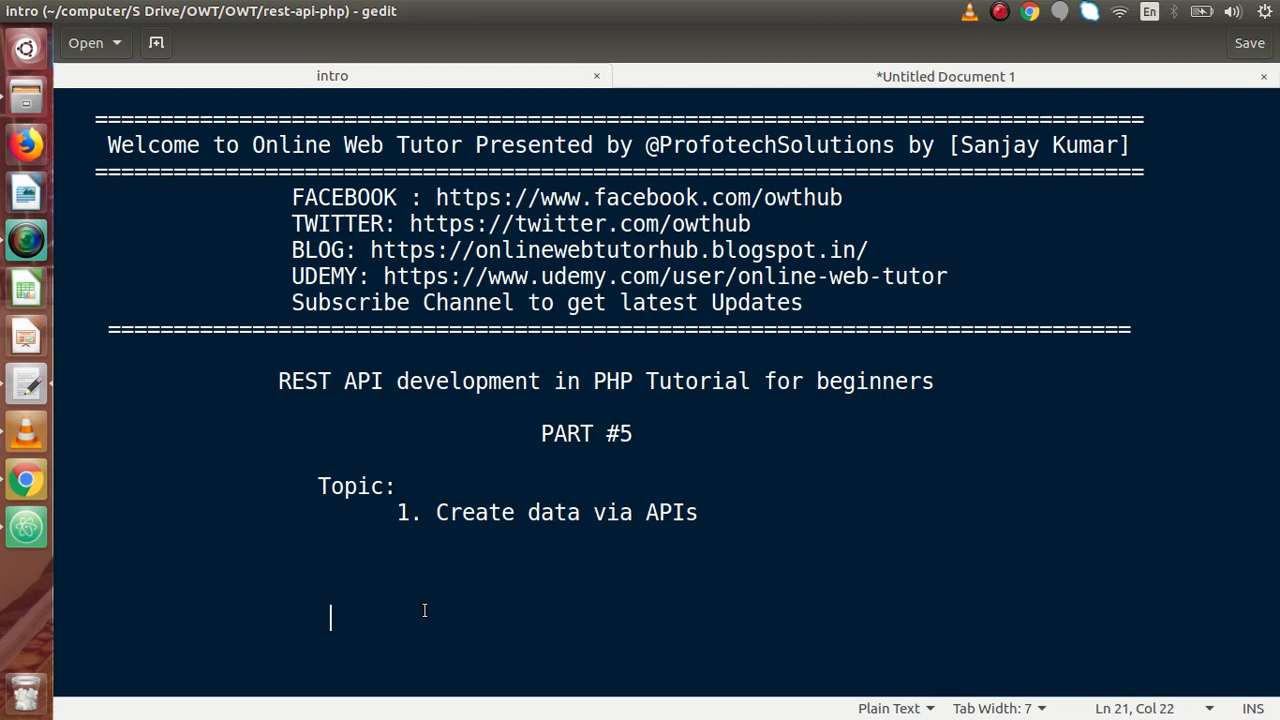 intro (~/computer/S Drive/OWT/OWT/rest-api-php) - gedit
En
Open
Save
intro ×
*Untitled Document 1 ×
================================================================================
Welcome to Online Web Tutor Presented by @ProfotechSolutions by [Sanjay Kumar]
================================================================================
FACEBOOK : https://www.facebook.com/owthub
TWITTER: https://twitter.com/owthub
BLOG: https://onlinewebtutorhub.blogspot.in/
UDEMY: https://www.udemy.com/user/online-web-tutor
Subscribe Channel to get latest Updates
==============================================================================
REST API development in PHP Tutorial for beginners
PART #5
Topic:
1. Create data via APIs
Plain Text Tab Width: 7 Ln 21, Col 22 INS